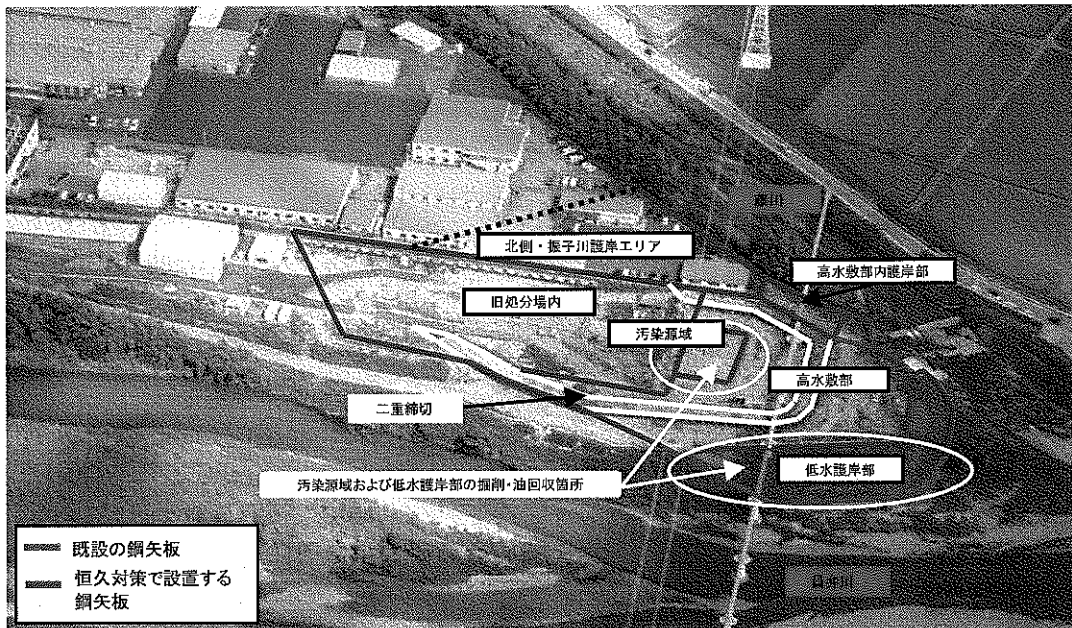 北側・振子川護岸エリア
高水敷部内護岸部
旧処分場内
汚染源域
高水敷部
二重締切
低水護岸部
汚染源域および低水護岸部の掘削・油回収箇所
既設の鋼矢板
恒久対策で設置する
鋼矢板